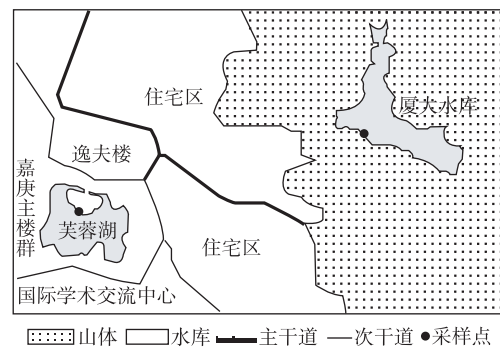 住宅区
厦大水库
逸夫楼
嘉庚主楼群
芙蓉湖
住宅区
国际学术交流中心
山体 水库 主干道 次干道 采样点